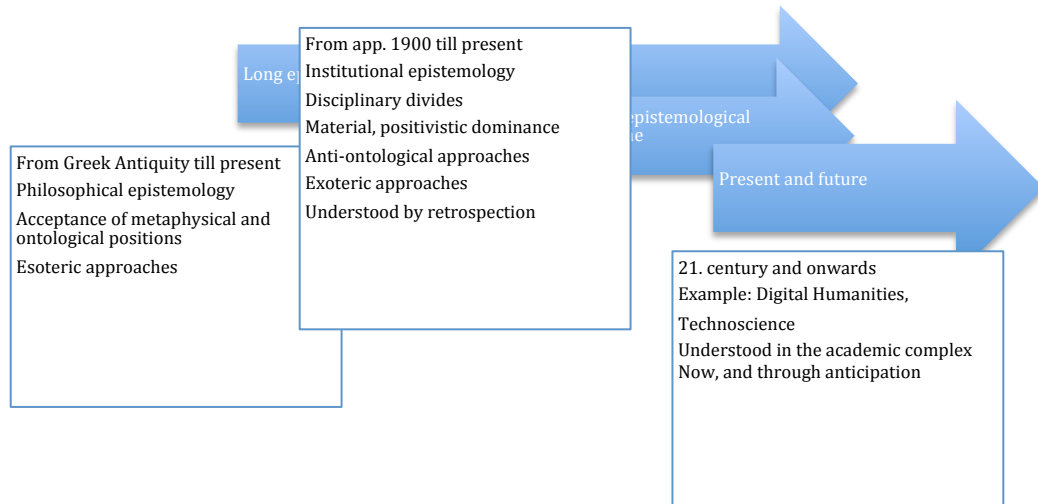 Long
From Greek Antiquity till present
Philosophical epistemology
Acceptance of metaphysical and
ontological positions
Esoteric approaches
From app. 1900 till present
Institutional epistemology
Disciplinary divides
Material, positivistic dominance
Anti-ontological approaches
Exoteric approaches
Understood by retrospection
epistemological
Present and future
21. century and onwards
Example: Digital Humanities,
Technoscience
Understood in the academic complex
Now, and through anticipation